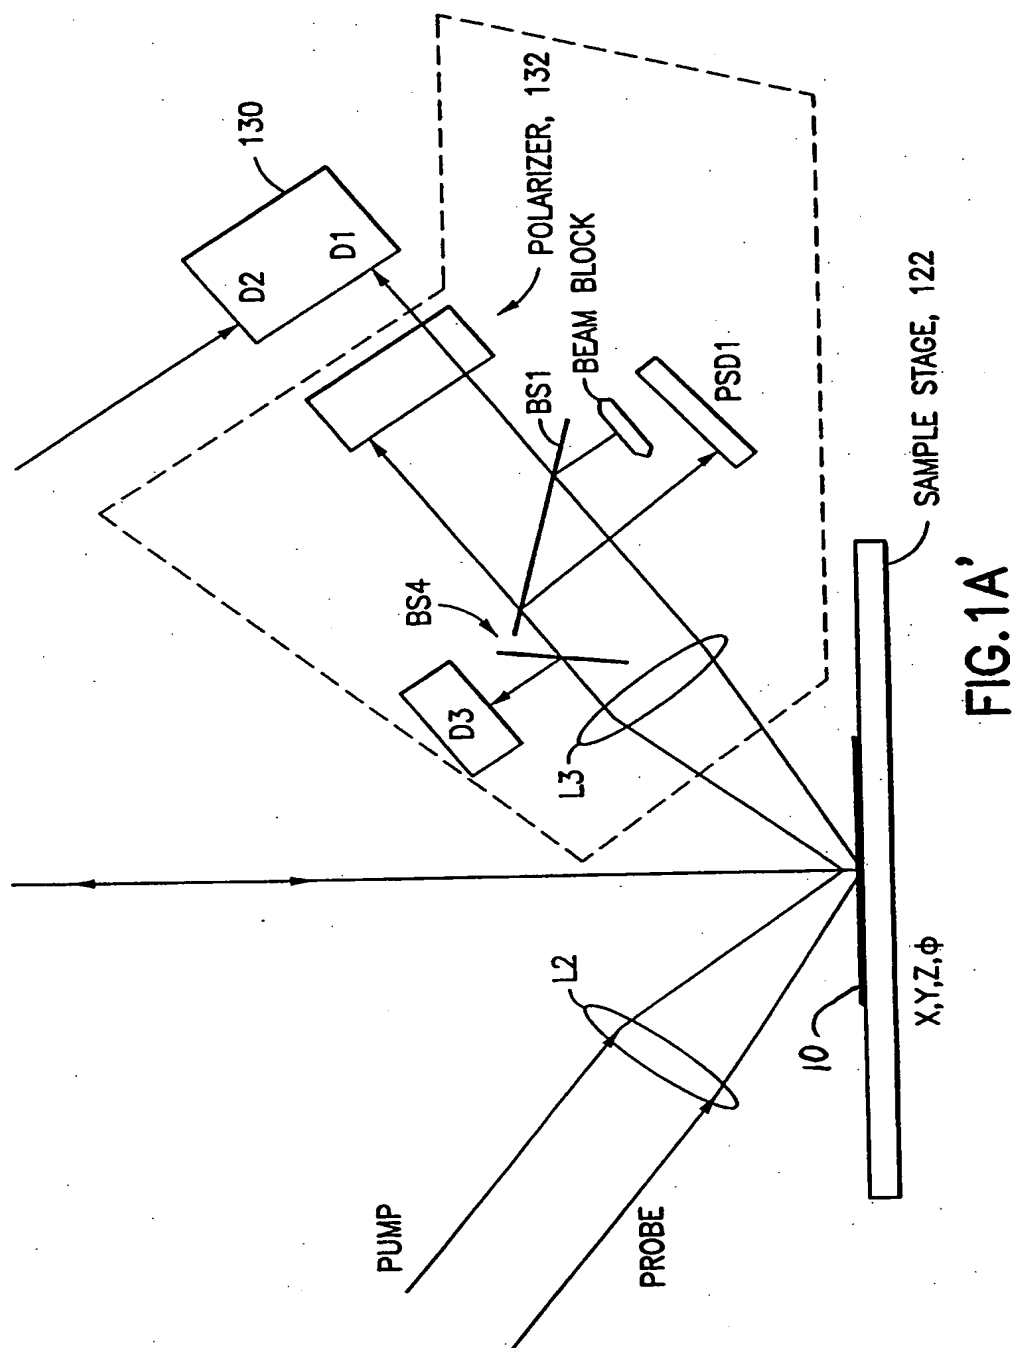 130
D2
D1
POLARIZER, 132
BEAM BLOCK
BS1
PSD1
BS4
D3
L3
SAMPLE STAGE, 122
L2
10
X,Y,Z,ϕ
PUMP
PROBE
FIG.1A'